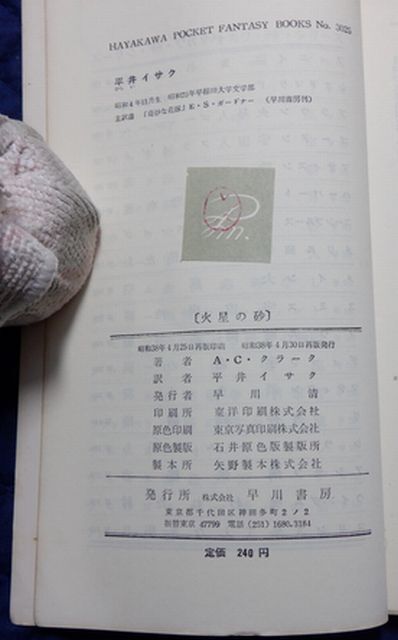 HAYAKAWA POCKET FANTASY BOOKS No.
平井イサク
昭和4年 月生 昭和 年早稲田大学文学部
主訳書 『奇妙な花嫁』E・S・ガードナー (早川書房刊)
〔火星の砂〕
昭和38年4月25日再版印刷 昭和38年4月30日再版発行
著者 A・C・クラーク
訳者 平井イサク
発行者 早川清
印刷所 東洋印刷株式会社
原色印刷 東京写真印刷株式会社
原色製版 石井原色版製版所
製本所 矢野製本株式会社
発行所 株式会社 早川書房
東京都千代田区神田多町2ノ2
振替東京 47799 電話 (251) 1680.3184
定価 240円